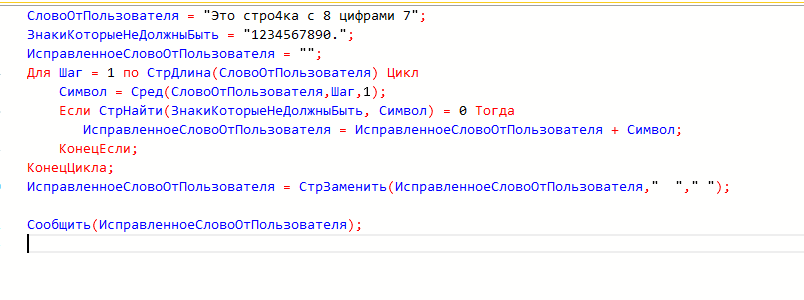 СловоОтПользователя = "Это стро4ка с 8 цифрами 7";
ЗнакиКоторыеНеДолжныБыть = "1234567890.";
ИсправленноеСловоОтПользователя = "";
Для Шаг = 1 по СтрДлина(СловоОтПользователя) Цикл
    Символ = Сред(СловоОтПользователя,Шаг,1);
    Если СтрНайти(ЗнакиКоторыеНеДолжныБыть, Символ) = 0 Тогда
       ИсправленноеСловоОтПользователя = ИсправленноеСловоОтПользователя + Символ;
    КонецЕсли;
КонецЦикла;
ИсправленноеСловоОтПользователя = СтрЗаменить(ИсправленноеСловоОтПользователя,"  "," ");
Сообщить(ИсправленноеСловоОтПользователя);